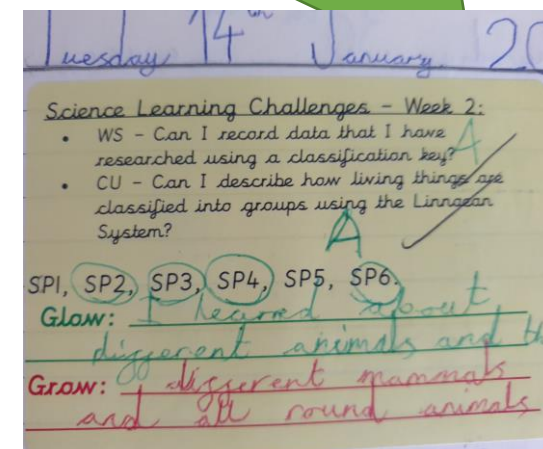 Tuesday 14th January 20
Science Learning Challenges – Week 2:
• WS – Can I record data that I have
researched using a classification key? A
• CU – Can I describe how living things are
classified into groups using the Linnaean
System? A
SP1, SP2, SP3, SP4, SP5, SP6.
Glow: I learned about
different animals and th
Grow: different mammals
and all round animals